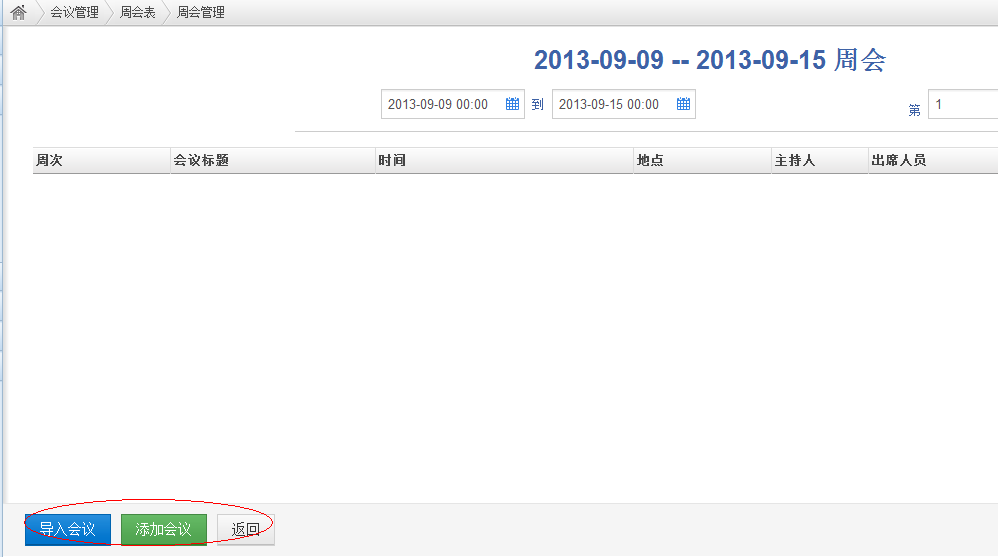 会议管理 周会表 周会管理
2013-09-09 -- 2013-09-15 周会
2013-09-09 00:00 到 2013-09-15 00:00 第 1
周次 会议标题 时间 地点 主持人 出席人员
导入会议 添加会议 返回